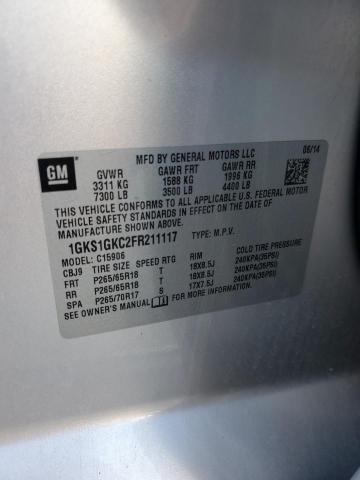 GM
MFD BY GENERAL MOTORS LLC 06/14
GVWR GAWR FRT GAWR RR
3311 KG 1588 KG 1996 KG
7300 LB 3500 LB 4400 LB
THIS VEHICLE CONFORMS TO ALL APPLICABLE U.S. FEDERAL MOTOR
VEHICLE SAFETY STANDARDS IN EFFECT ON THE DATE OF
MANUFACTURE SHOWN ABOVE.
1GKS1GKC2FR211117 TYPE: M.P.V.
MODEL: C15906
CBJ9 TIRE SIZE SPEED RTG RIM COLD TIRE PRESSURE
FRT P265/65R18 T 18X8.5J 240KPA(35PSI)
RR P265/65R18 T 18X8.5J 240KPA(35PSI)
SPA P265/70R17 S 17X7.5J 240KPA(35PSI)
SEE OWNER'S MANUAL FOR MORE INFORMATION.